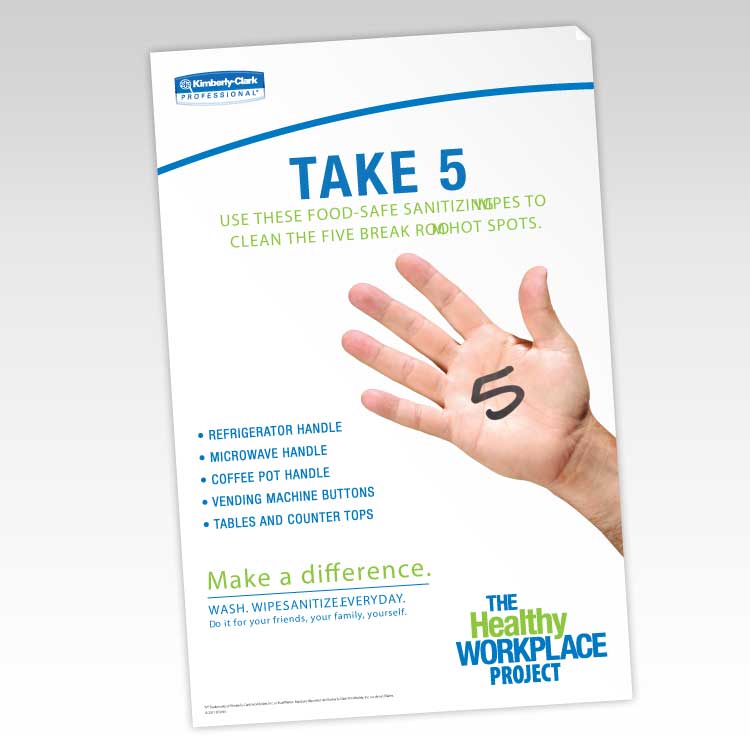 Kimberly-Clark
PROFESSIONAL*
TAKE 5
USE THESE FOOD-SAFE SANITIZING WIPES TO
CLEAN THE FIVE BREAK ROOM HOT SPOTS.
5
• REFRIGERATOR HANDLE
• MICROWAVE HANDLE
• COFFEE POT HANDLE
• VENDING MACHINE BUTTONS
• TABLES AND COUNTER TOPS
Make a difference.
WASH. WIPE. SANITIZE. EVERYDAY.
Do it for your friends, your family, yourself.
THE
Healthy
WORKPLACE
PROJECT